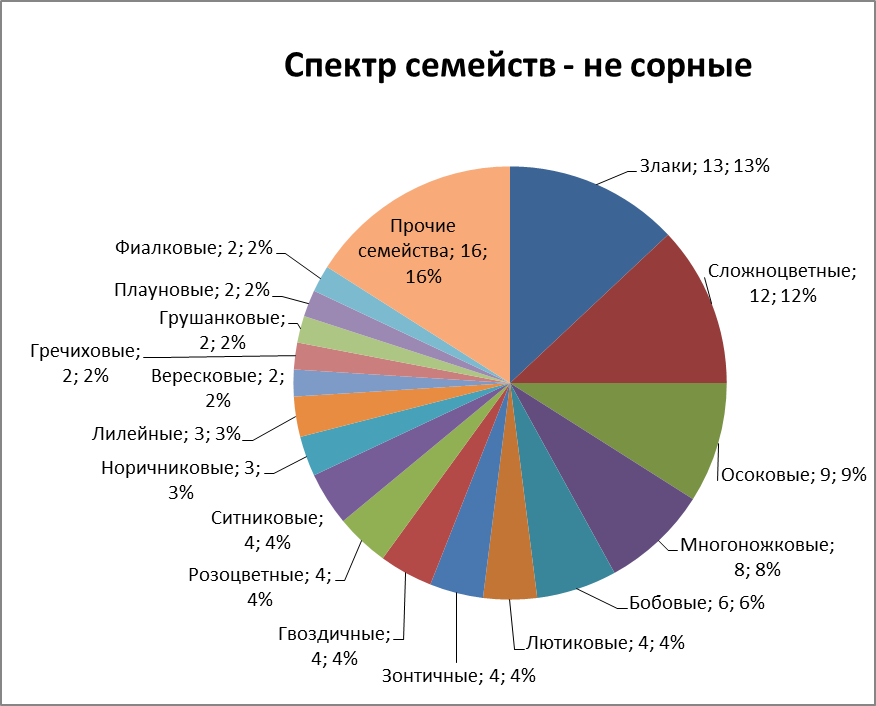 Спектр семейств - не сорные
Злаки; 13; 13%
Сложноцветные;
12; 12%
Осоковые; 9; 9%
Многоножковые;
8; 8%
Бобовые; 6; 6%
Лютиковые; 4; 4%
Зонтичные; 4; 4%
Гвоздичные;
4; 4%
Розоцветные; 4;
4%
Ситниковые;
4; 4%
Норичниковые; 3;
3%
Лилейные; 3; 3%
Вересковые; 2;
2%
Гречиховые;
2; 2%
Грушанковые;
2; 2%
Плауновые; 2; 2%
Фиалковые; 2; 2%
Прочие
семейства; 16;
16%